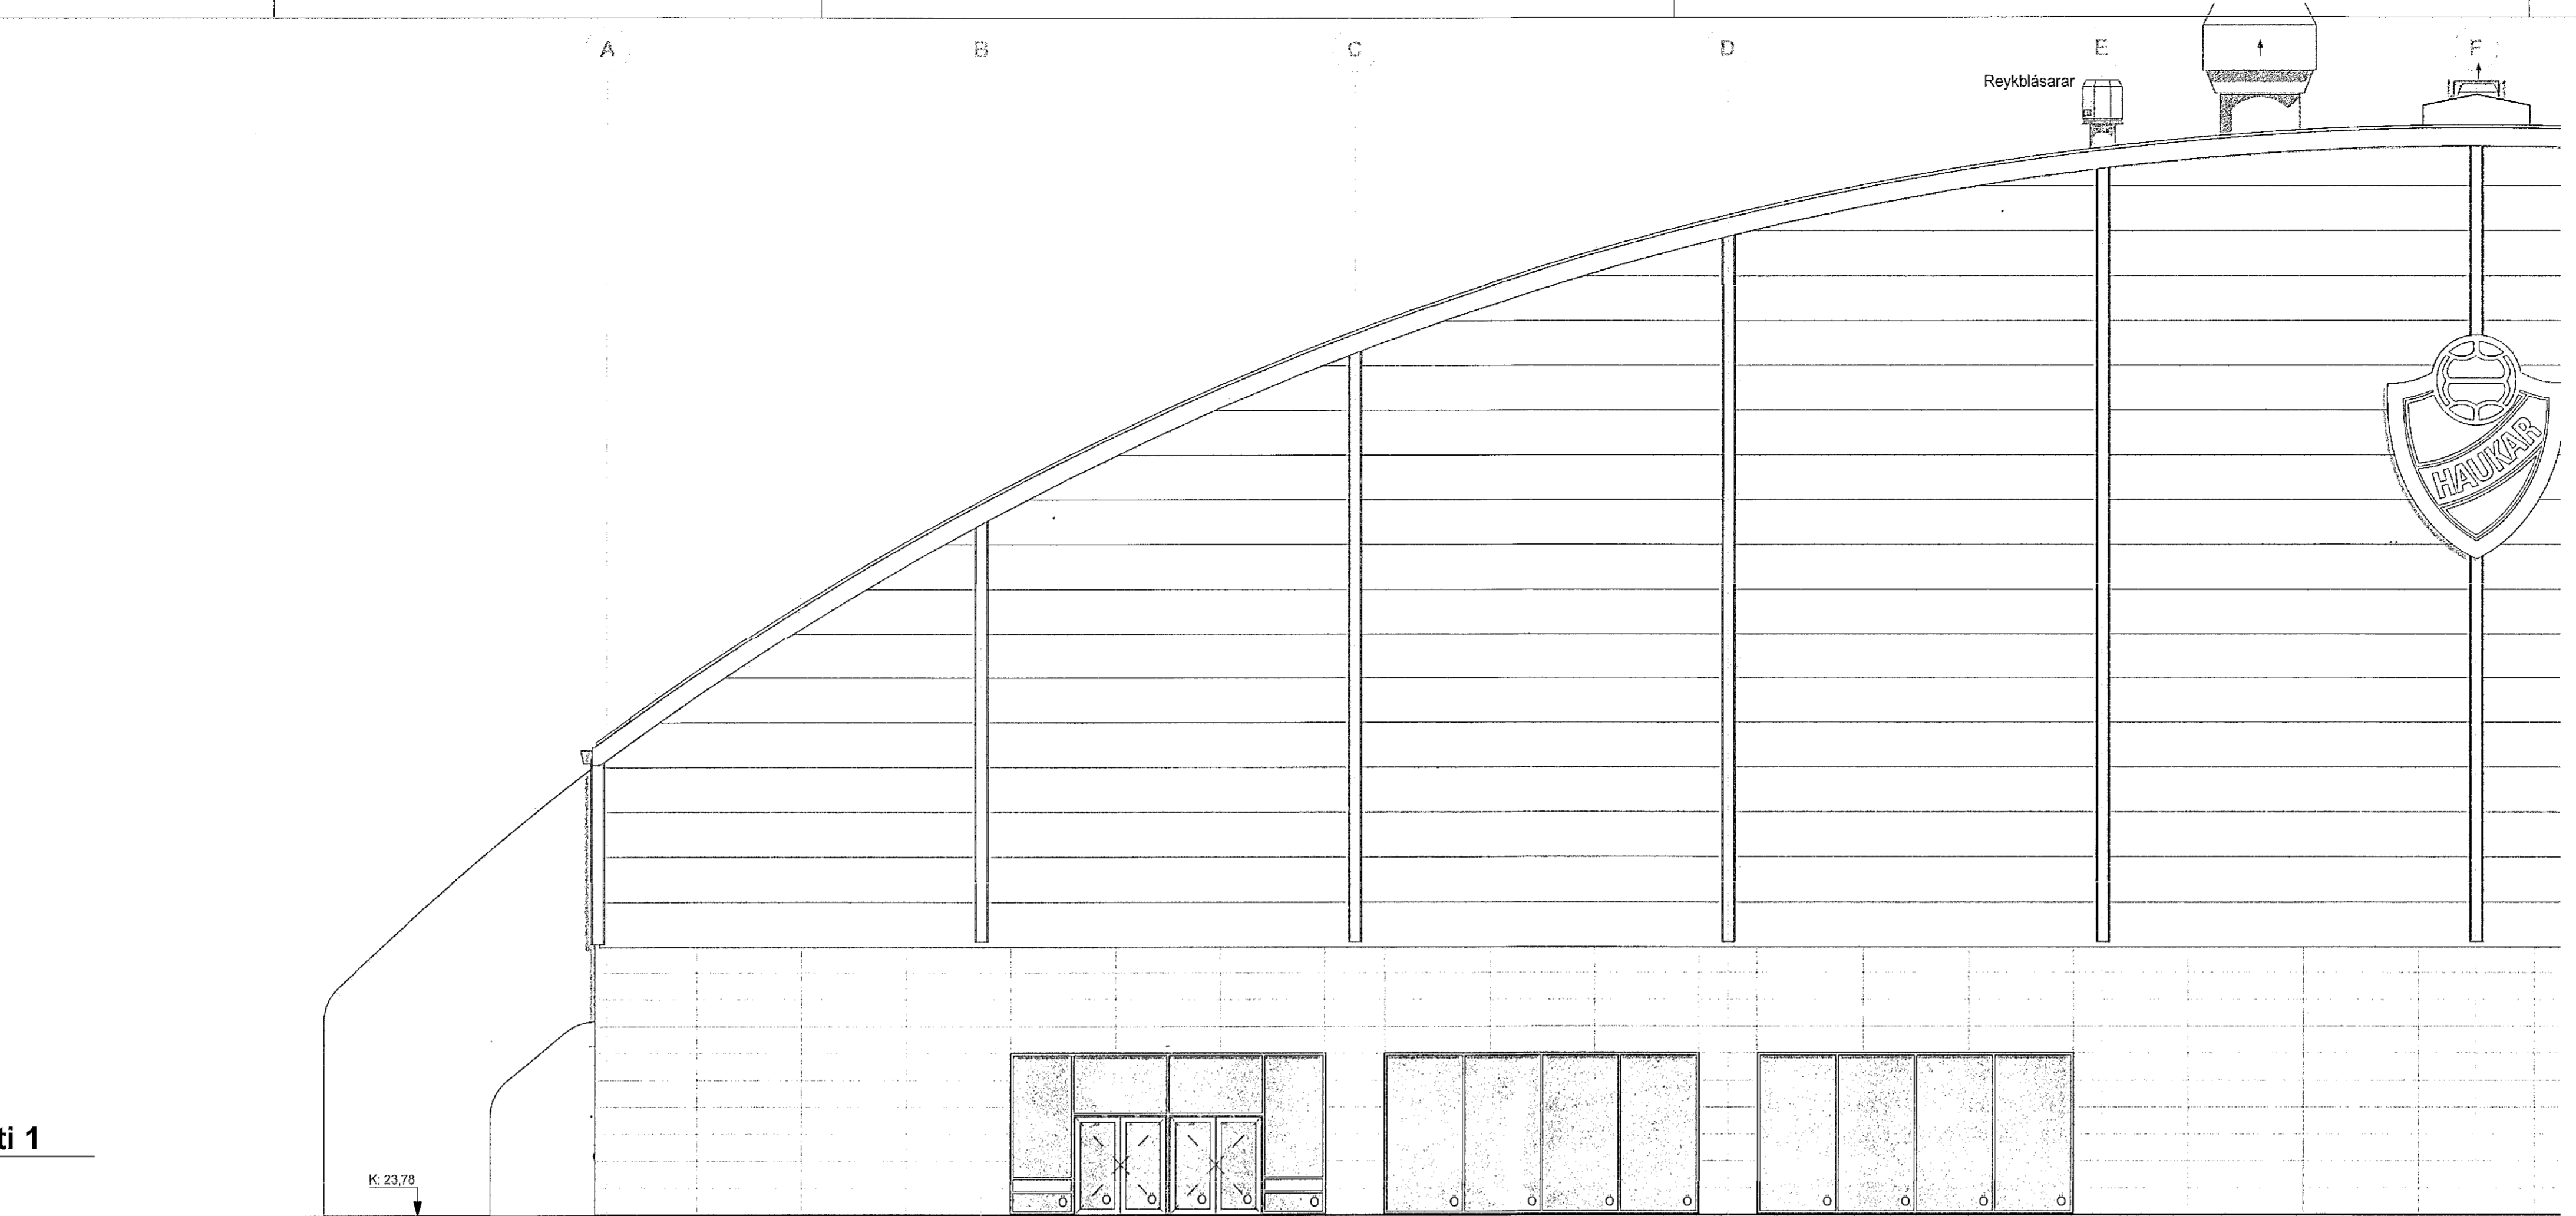 A B C D E F
Reykblásarar
HAUKAR
ti 1
K: 23,78
Ö Ö Ö Ö Ö Ö Ö Ö Ö Ö Ö Ö Ö Ö